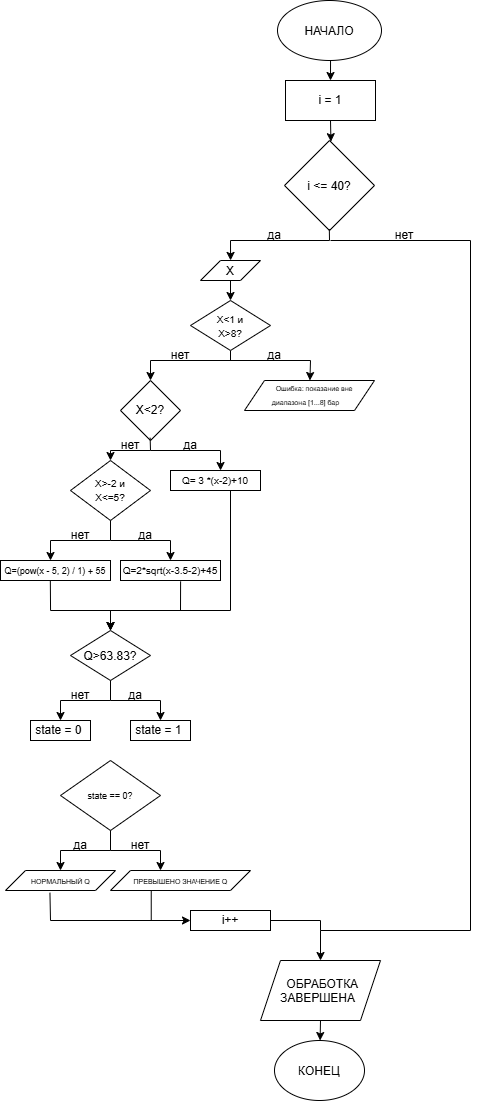 НАЧАЛО
i = 1
i <= 40?
да
нет
X
X<1 и
X>8?
нет
да
Ошибка: показание вне
диапазона [1...8] бар
X<2?
нет
да
X>-2 и
X<=5?
Q= 3 *(x-2)+10
нет
да
Q=(pow(x - 5, 2) / 1) + 55
Q=2*sqrt(x-3.5-2)+45
Q>63.83?
нет
да
state = 0
state = 1
state == 0?
да
нет
НОРМАЛЬНЫЙ Q
ПРЕВЫШЕНО ЗНАЧЕНИЕ Q
i++
ОБРАБОТКА
ЗАВЕРШЕНА
КОНЕЦ